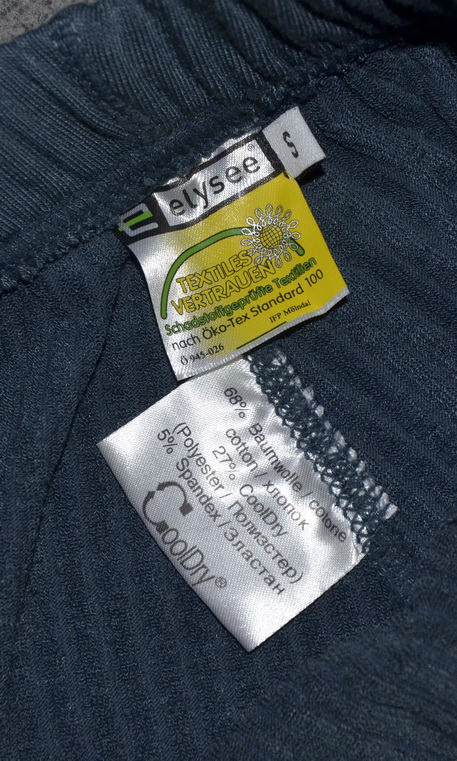 S
elysee
TEXTILES
VERTRAUEN
Schadstoffgeprüfte Textilien
nach Öko-Tex Standard 100
Ö 945-026 IFP Mölndal
68% Baumwolle / cotone
cotton / хлопок
27% CoolDry
(Polyester / Полиэстер)
5% Spandex / Эластан
CoolDry®